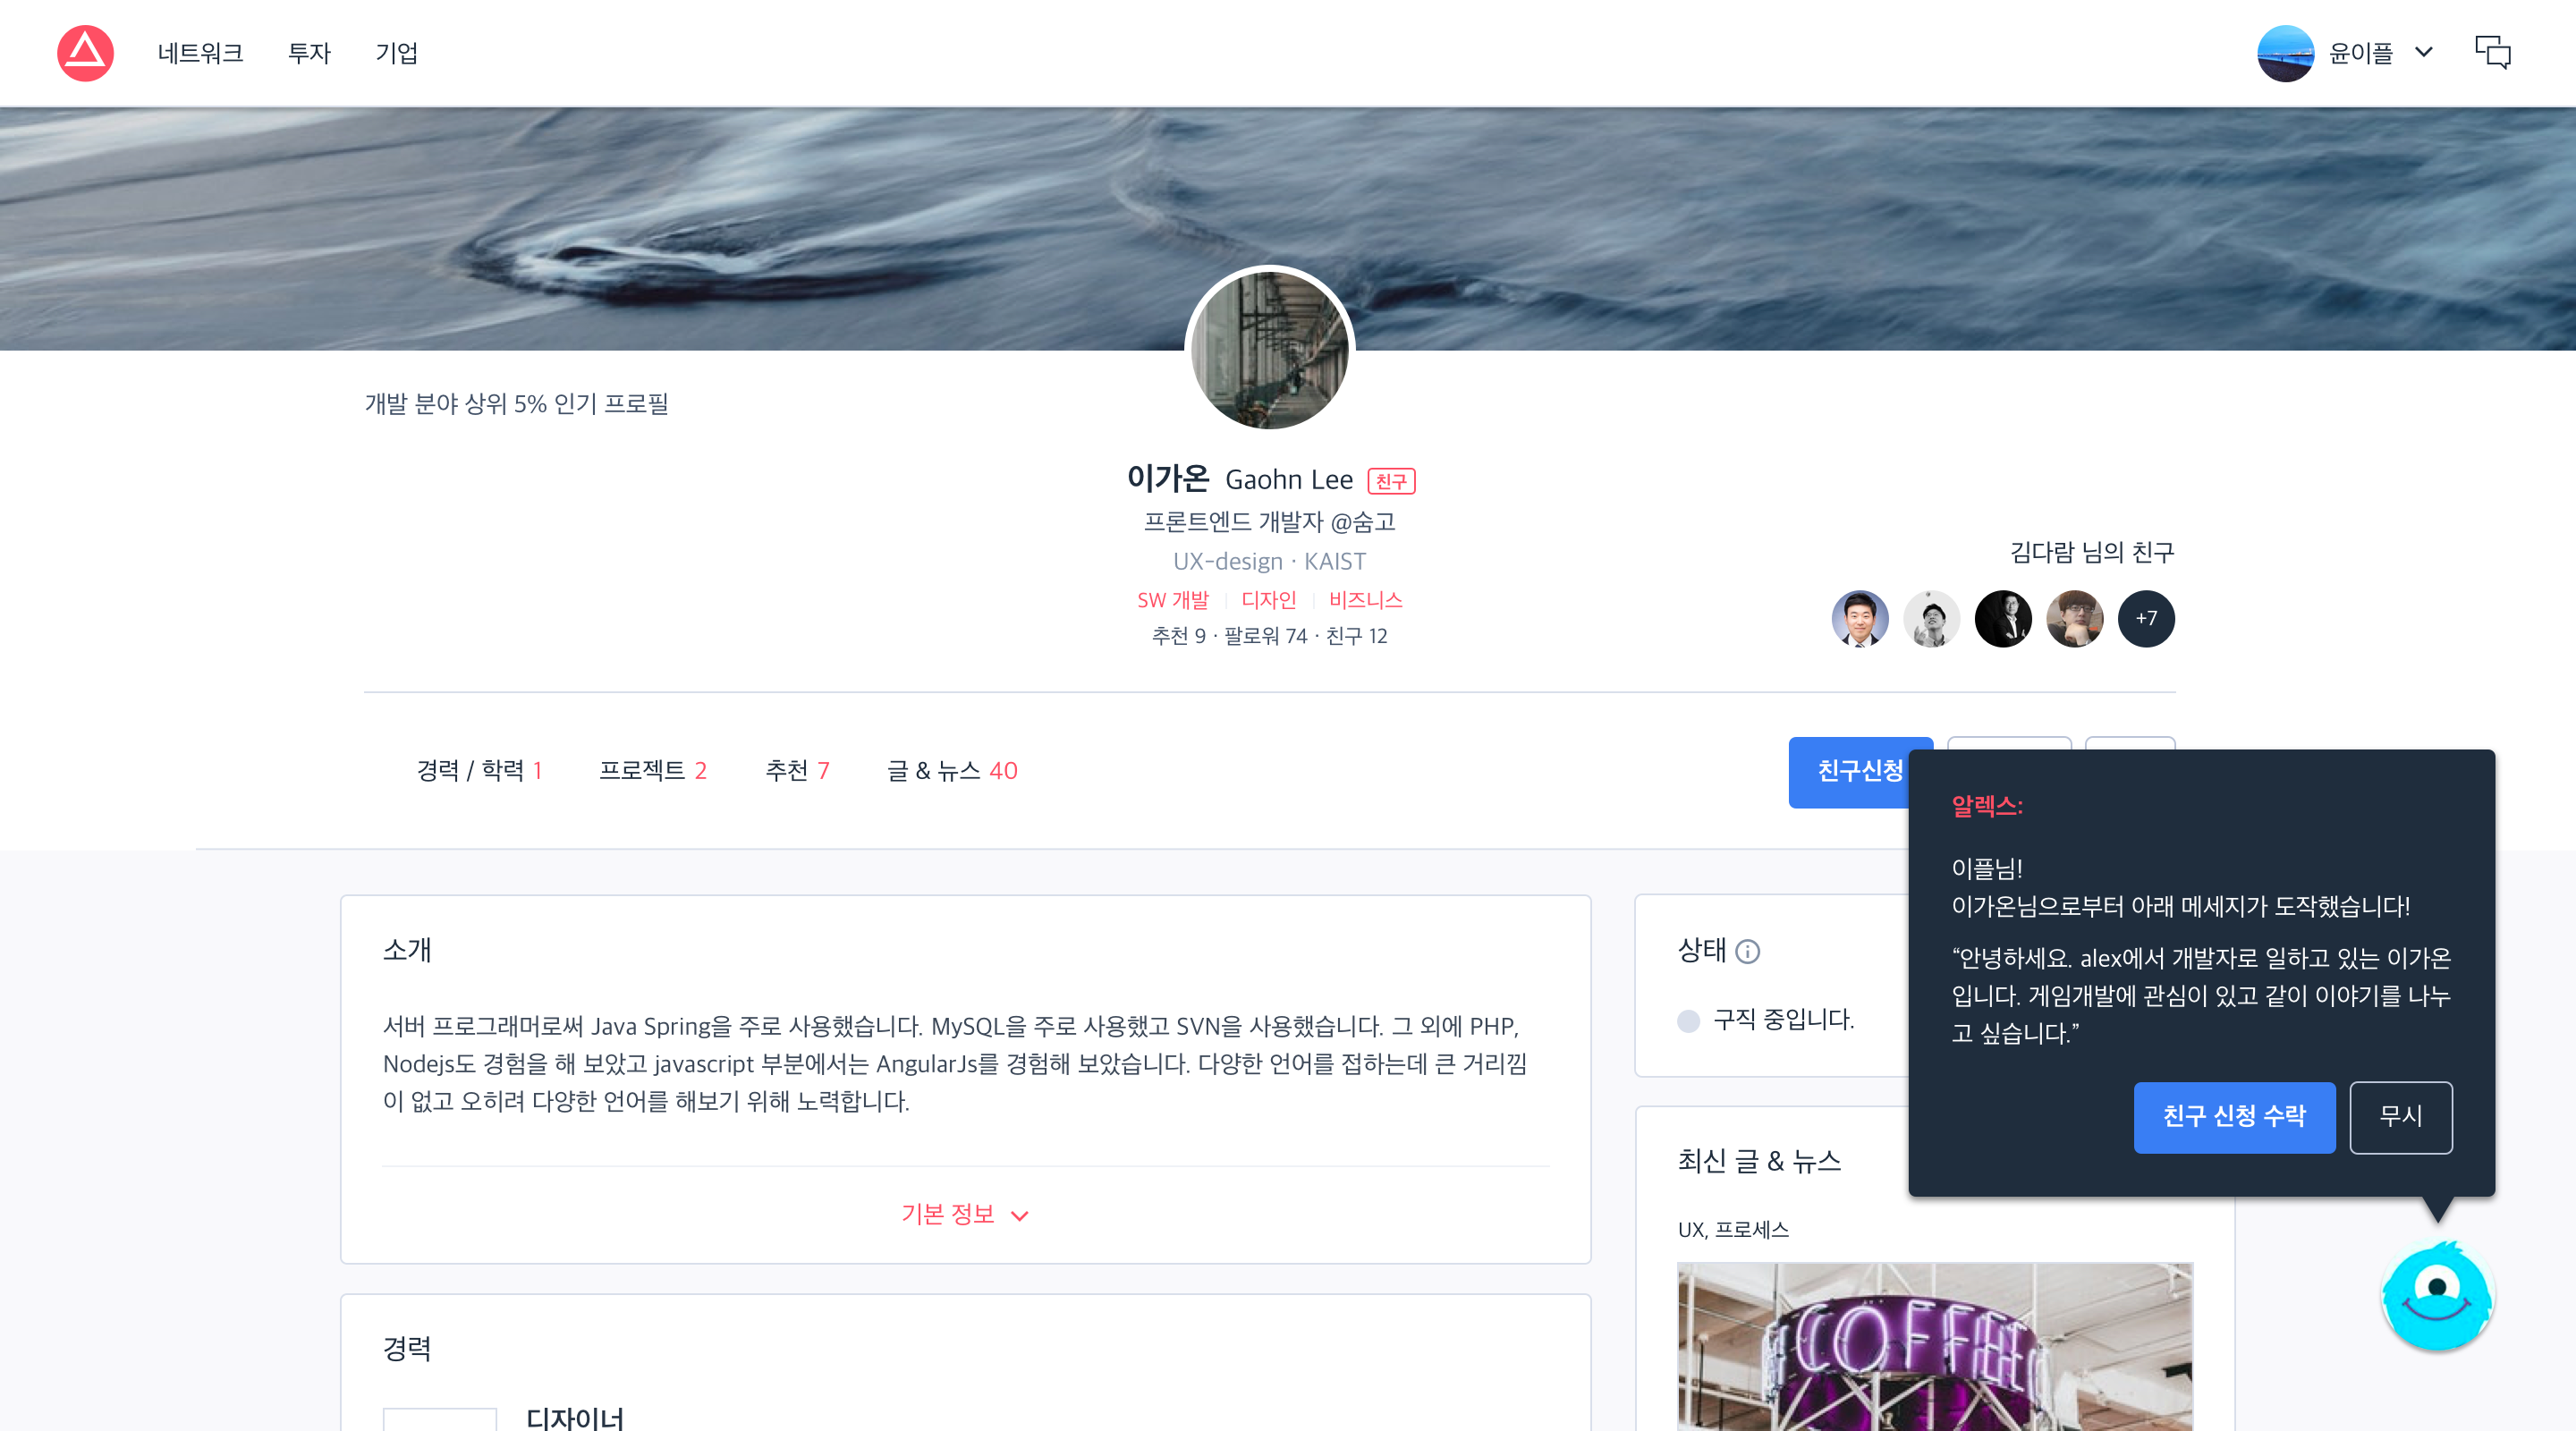 네트워크 투자 기업
윤이플
개발 분야 상위 5% 인기 프로필
이가온 Gaohn Lee 친구
프론트엔드 개발자 @숨고
UX-design · KAIST
SW 개발 디자인 비즈니스
추천 9 · 팔로워 74 · 친구 12
김다람 님의 친구
+7
경력 / 학력 1 프로젝트 2 추천 7 글 & 뉴스 40
친구신청
알렉스:
이플님!
이가온님으로부터 아래 메세지가 도착했습니다!
“안녕하세요. alex에서 개발자로 일하고 있는 이가온
입니다. 게임개발에 관심이 있고 같이 이야기를 나누
고 싶습니다.”
친구 신청 수락 무시
소개
서버 프로그래머로써 Java Spring을 주로 사용했습니다. MySQL을 주로 사용했고 SVN을 사용했습니다. 그 외에 PHP,
Nodejs도 경험을 해 보았고 javascript 부분에서는 AngularJs를 경험해 보았습니다. 다양한 언어를 접하는데 큰 거리낌
이 없고 오히려 다양한 언어를 해보기 위해 노력합니다.
기본 정보
상태
구직 중입니다.
최신 글 & 뉴스
UX, 프로세스
COFFEE
경력
디자이너